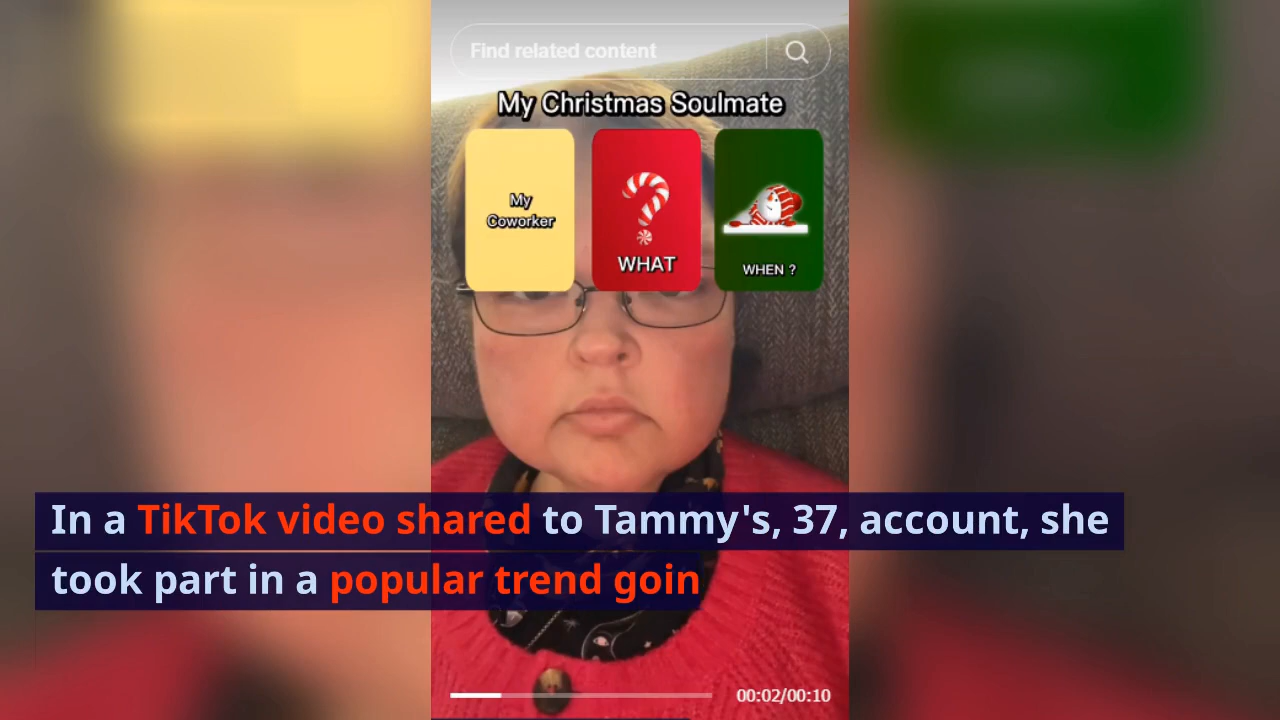 Find related content
My Christmas Soulmate
My
Coworker
WHAT
WHEN ?
In a TikTok video shared to Tammy's, 37, account, she
took part in a popular trend goin
00:02/00:10